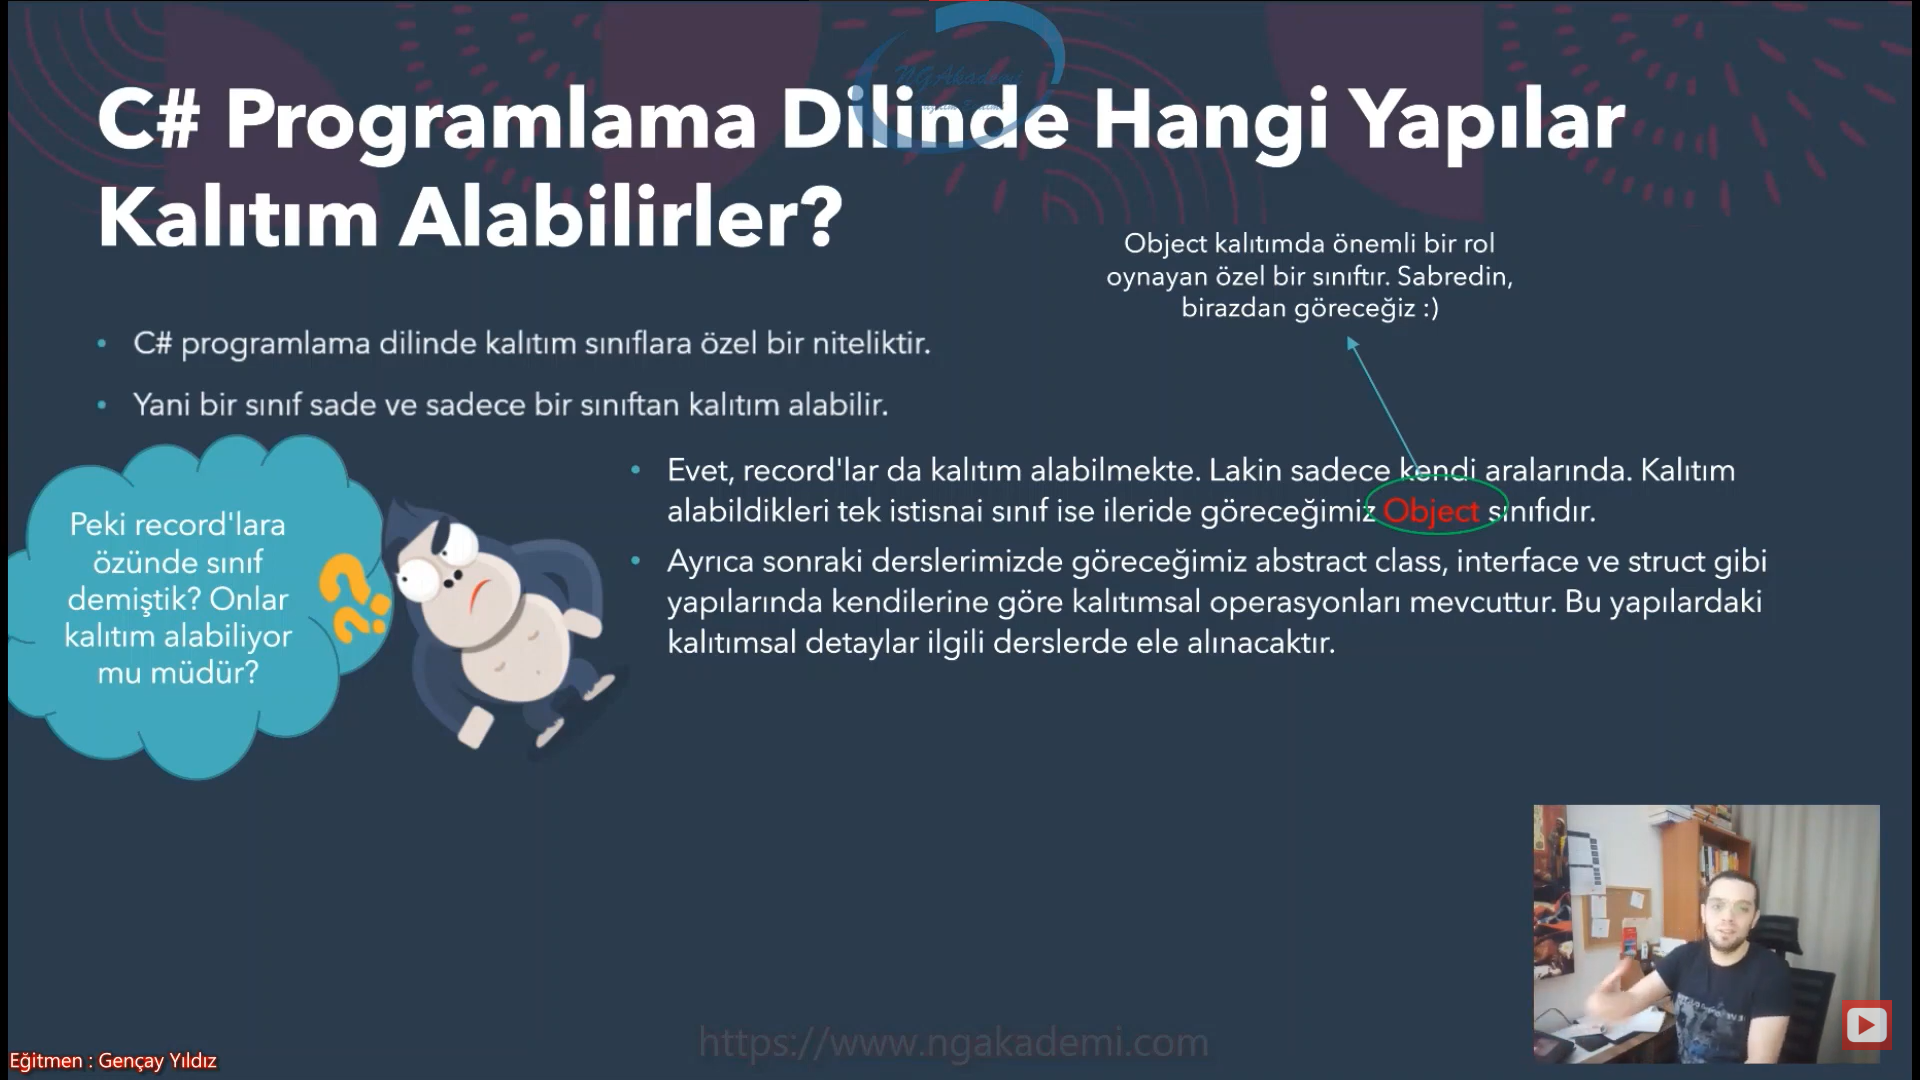 NGAkademi
C# Programlama Dilinde Hangi Yapılar
Kalıtım Alabilirler?
Object kalıtımda önemli bir rol
oynayan özel bir sınıftır. Sabredin,
birazdan göreceğiz :)
• C# programlama dilinde kalıtım sınıflara özel bir niteliktir.
• Yani bir sınıf sade ve sadece bir sınıftan kalıtım alabilir.
Peki record'lara
özünde sınıf
demiştik? Onlar
kalıtım alabiliyor
mu müdür?
• Evet, record'lar da kalıtım alabilmekte. Lakin sadece kendi aralarında. Kalıtım
alabildikleri tek istisnai sınıf ise ileride göreceğimiz Object sınıfıdır.
• Ayrıca sonraki derslerimizde göreceğimiz abstract class, interface ve struct gibi
yapılarında kendilerine göre kalıtımsal operasyonları mevcuttur. Bu yapılardaki
kalıtımsal detaylar ilgili derslerde ele alınacaktır.
https://www.ngakademi.com
Eğitmen : Gençay Yıldız